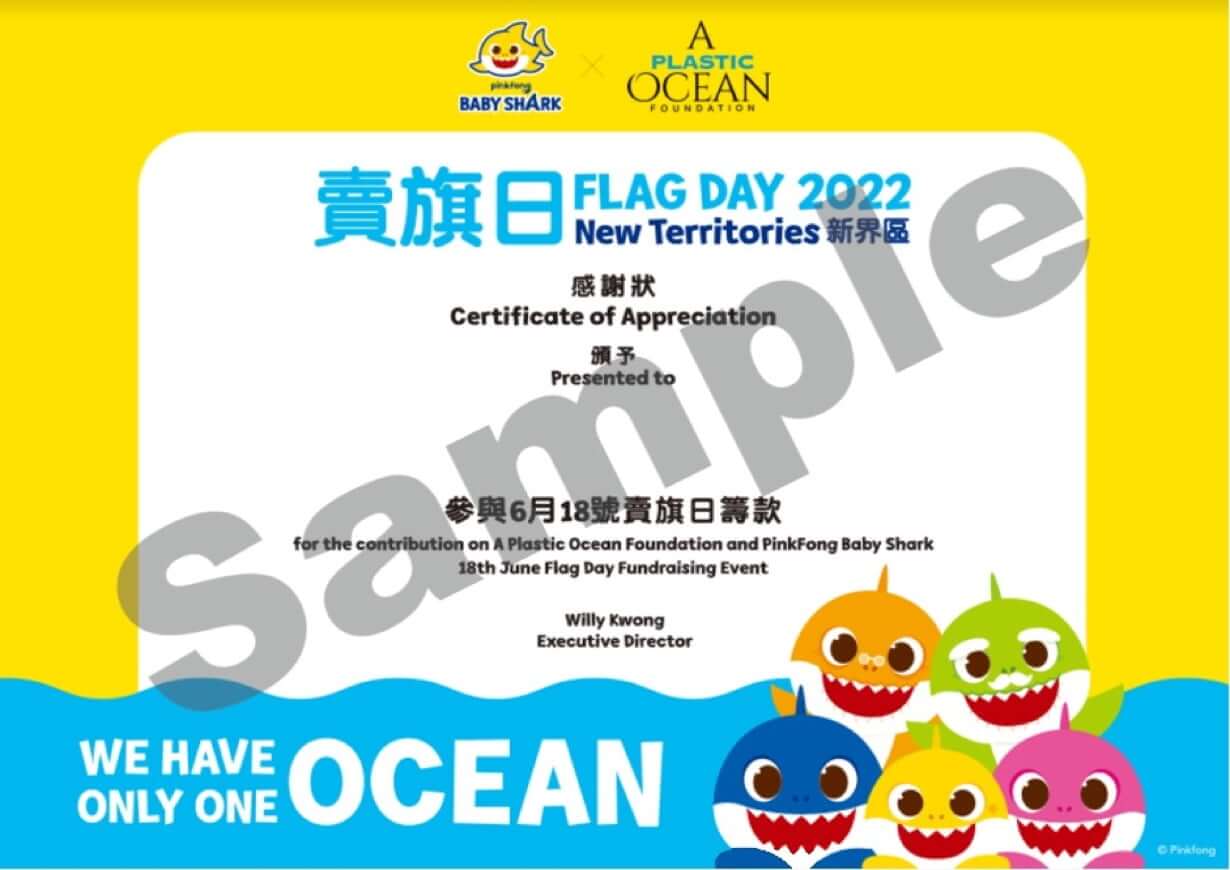 pinkfong
BABY SHARK
×
A
PLASTIC
OCEAN
FOUNDATION
賣旗日 FLAG DAY 2022
New Territories 新界區
感謝狀
Certificate of Appreciation
頒予
Presented to
Sample
參與6月18號賣旗日籌款
for the contribution on A Plastic Ocean Foundation and PinkFong Baby Shark
18th June Flag Day Fundraising Event
Willy Kwong
Executive Director
WE HAVE
ONLY ONE OCEAN
© Pinkfong